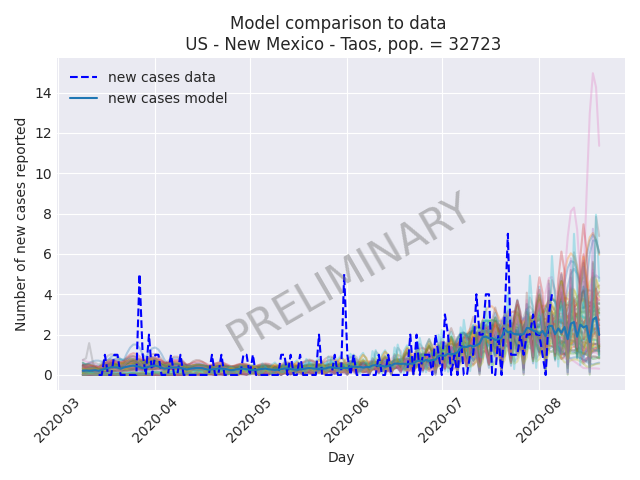 Model comparison to data
US - New Mexico - Taos, pop. = 32723
new cases data
new cases model
14
12
10
8
6
4
2
0
Number of new cases reported
PRELIMINARY
2020-03
2020-04
2020-05
2020-06
2020-07
2020-08
Day